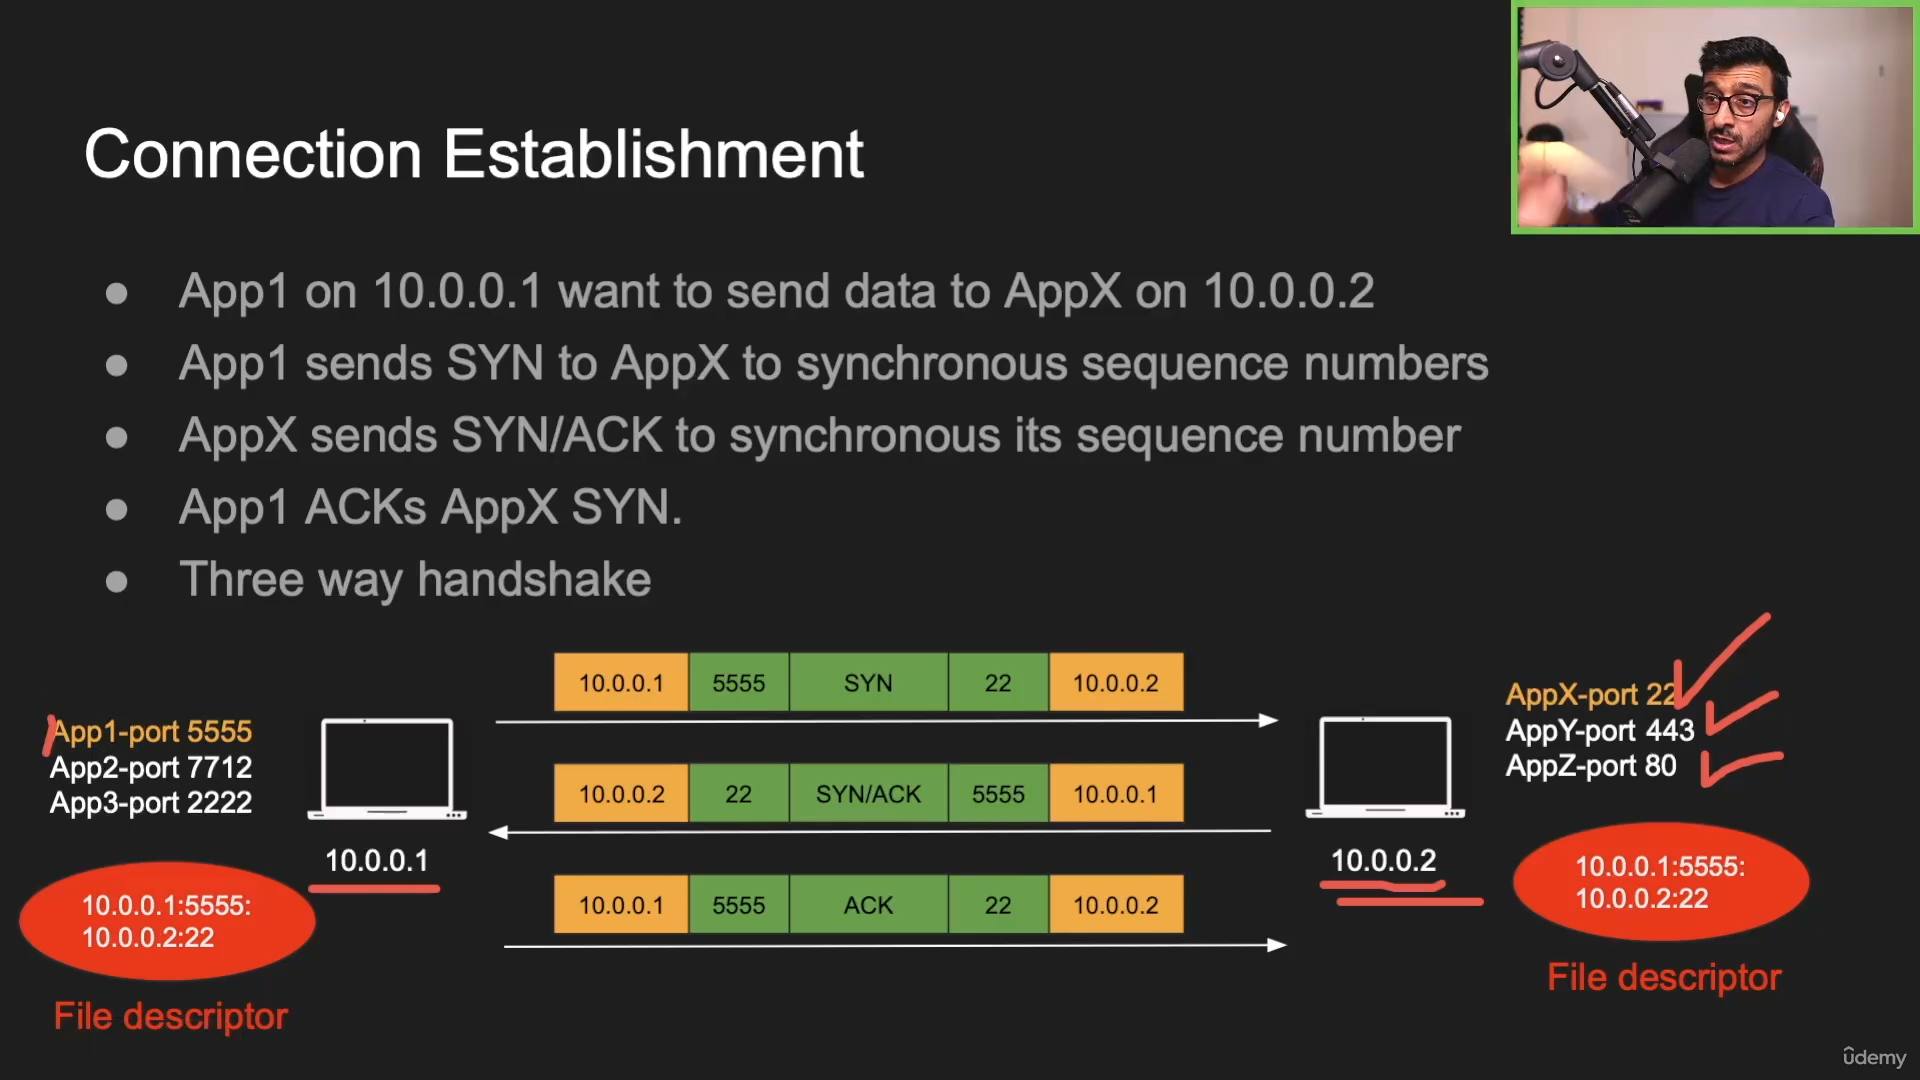 Connection Establishment
● App1 on 10.0.0.1 want to send data to AppX on 10.0.0.2
● App1 sends SYN to AppX to synchronous sequence numbers
● AppX sends SYN/ACK to synchronous its sequence number
● App1 ACKs AppX SYN.
● Three way handshake
10.0.0.1 5555 SYN 22 10.0.0.2
App1-port 5555
App2-port 7712
App3-port 2222
AppX-port 22
AppY-port 443
AppZ-port 80
10.0.0.2 22 SYN/ACK 5555 10.0.0.1
10.0.0.1
10.0.0.2
10.0.0.1 5555 ACK 22 10.0.0.2
10.0.0.1:5555:
10.0.0.2:22
File descriptor
10.0.0.1:5555:
10.0.0.2:22
File descriptor
ûdemy